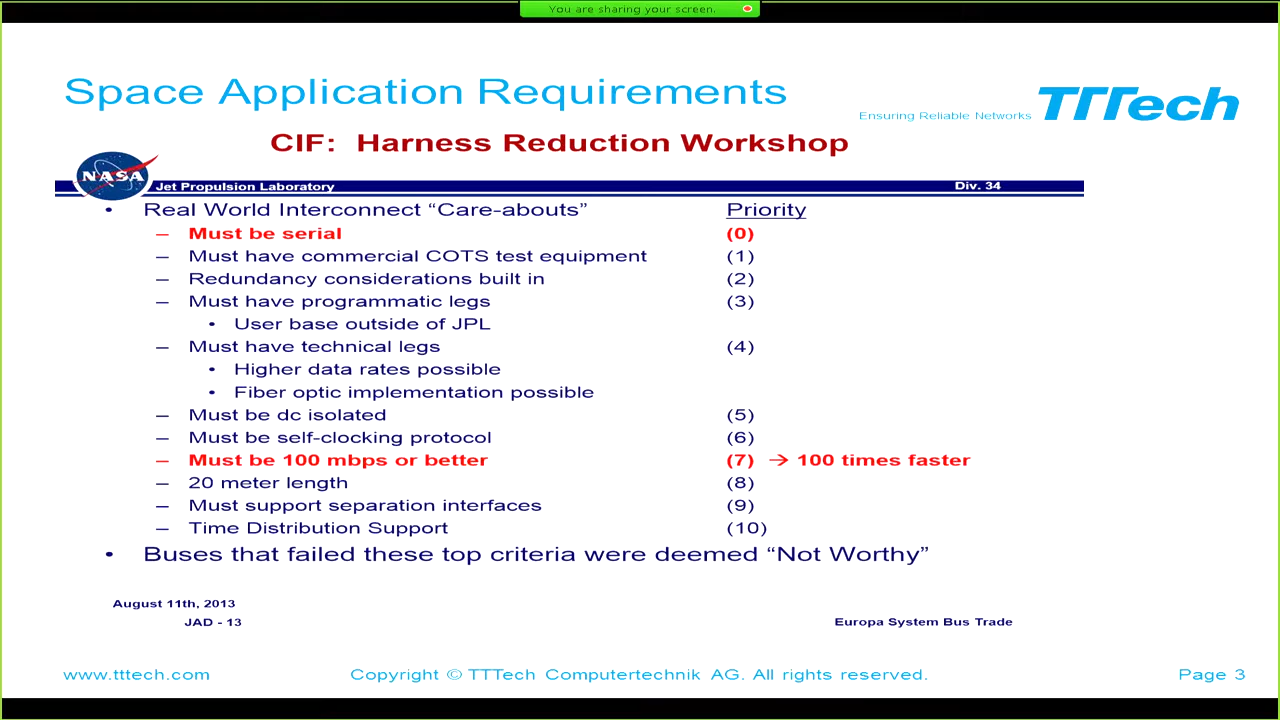 You are sharing your screen.
Space Application Requirements
Ensuring Reliable Networks TTTech
CIF: Harness Reduction Workshop
NASA
Jet Propulsion Laboratory Div. 34
• Real World Interconnect “Care-abouts” Priority
– Must be serial (0)
– Must have commercial COTS test equipment (1)
– Redundancy considerations built in (2)
– Must have programmatic legs (3)
• User base outside of JPL
– Must have technical legs (4)
• Higher data rates possible
• Fiber optic implementation possible
– Must be dc isolated (5)
– Must be self-clocking protocol (6)
– Must be 100 mbps or better (7) → 100 times faster
– 20 meter length (8)
– Must support separation interfaces (9)
– Time Distribution Support (10)
• Buses that failed these top criteria were deemed “Not Worthy”
August 11th, 2013
JAD - 13 Europa System Bus Trade
www.tttech.com Copyright © TTTech Computertechnik AG. All rights reserved. Page 3